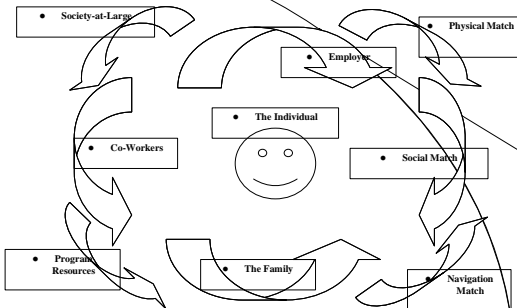 • Society-at-Large
• Physical Match
• Employer
• The Individual
• Co-Workers
• Social Match
• Program
Resources
• The Family
• Navigation
Match